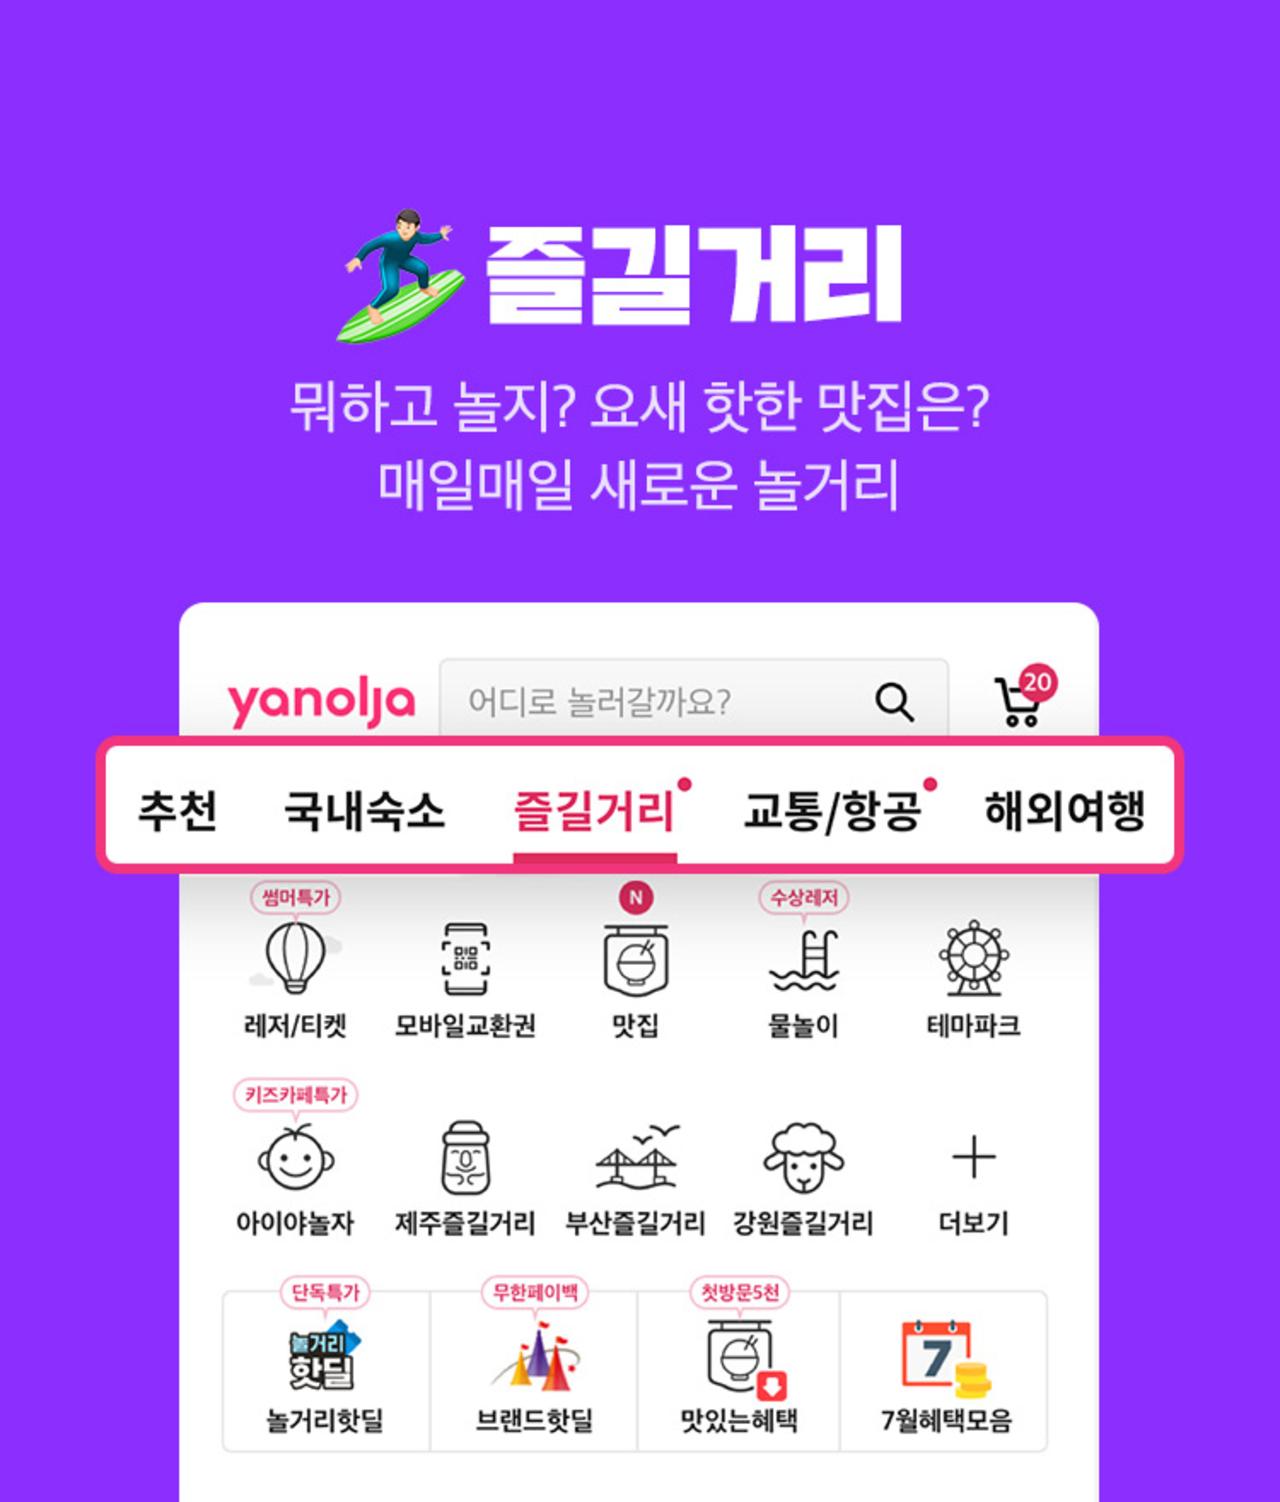 즐길거리
뭐하고 놀지? 요새 핫한 맛집은?
매일매일 새로운 놀거리
yanolja 어디로 놀러갈까요? 20
추천 국내숙소 즐길거리 교통/항공 해외여행
썸머특가 N 수상레저
레저/티켓 모바일교환권 맛집 물놀이 테마파크
키즈카페특가
아이야놀자 제주즐길거리 부산즐길거리 강원즐길거리 더보기
단독특가 무한페이백 첫방문5천
놀거리
핫딜
7
놀거리핫딜 브랜드핫딜 맛있는혜택 7월혜택모음